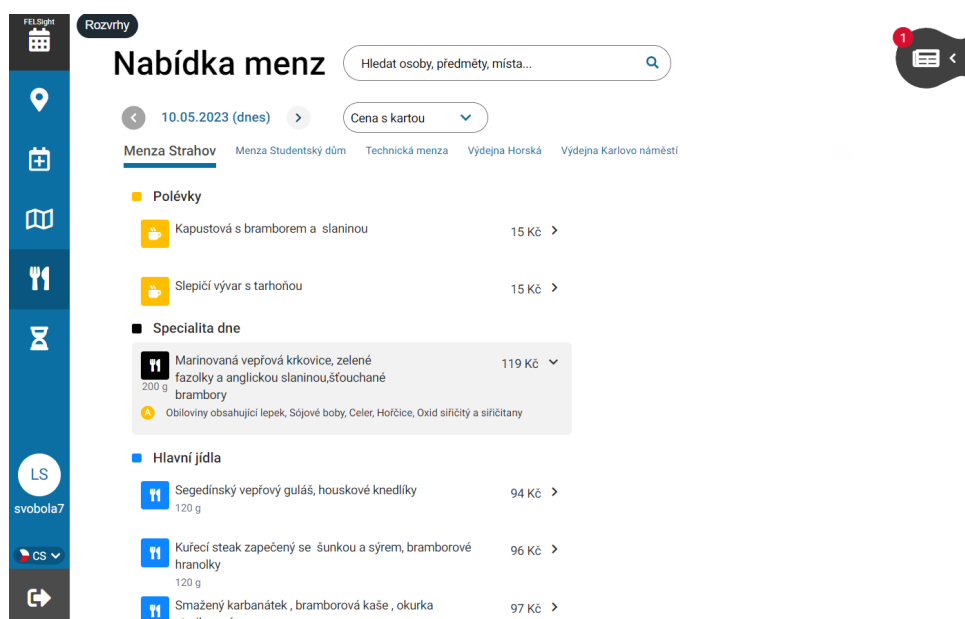 FELSight
Rozvrhy
1
Nabídka menz
Hledat osoby, předměty, místa...
10.05.2023 (dnes)
Cena s kartou
Menza Strahov
Menza Studentský dům
Technická menza
Výdejna Horská
Výdejna Karlovo náměstí
Polévky
Kapustová s bramborem a slaninou
15 Kč
Slepičí vývar s tarhoňou
15 Kč
Specialita dne
Marinovaná vepřová krkovice, zelené
119 Kč
fazolky a anglickou slaninou,šťouchané
200 g
brambory
A
Obiloviny obsahující lepek, Sójové boby, Celer, Hořčice, Oxid siřičitý a siřičitany
Hlavní jídla
Segedínský vepřový guláš, houskové knedlíky
94 Kč
120 g
Kuřecí steak zapečený se šunkou a sýrem, bramborové
96 Kč
hranolky
120 g
Smažený karbanátek , bramborová kaše , okurka
97 Kč
LS
svobola7
CS